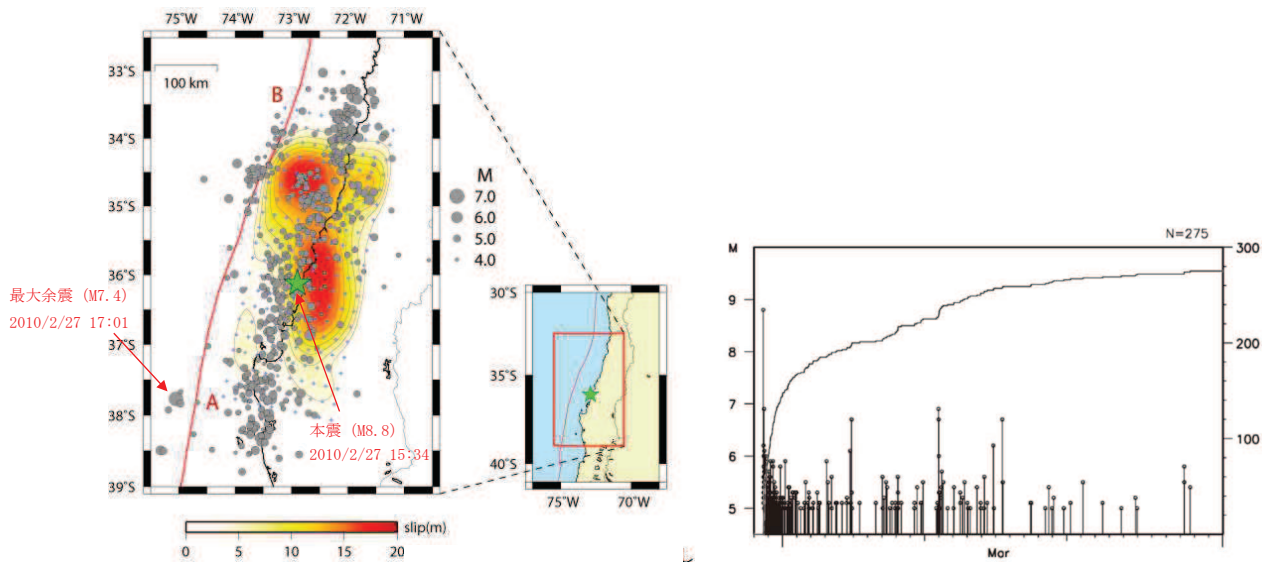 75°W 74°W 73°W 72°W 71°W
33°S
100 km
B
34°S
35°S
36°S
37°S
38°S
39°S
A
最大余震 (M7.4)
2010/2/27 17:01
本震 (M8.8)
2010/2/27 15:34
M
7.0
6.0
5.0
4.0
slip(m)
0 5 10 15 20
30°S
35°S
40°S
75°W 70°W
N=275
M
9
8
7
6
5
300
200
100
Mar